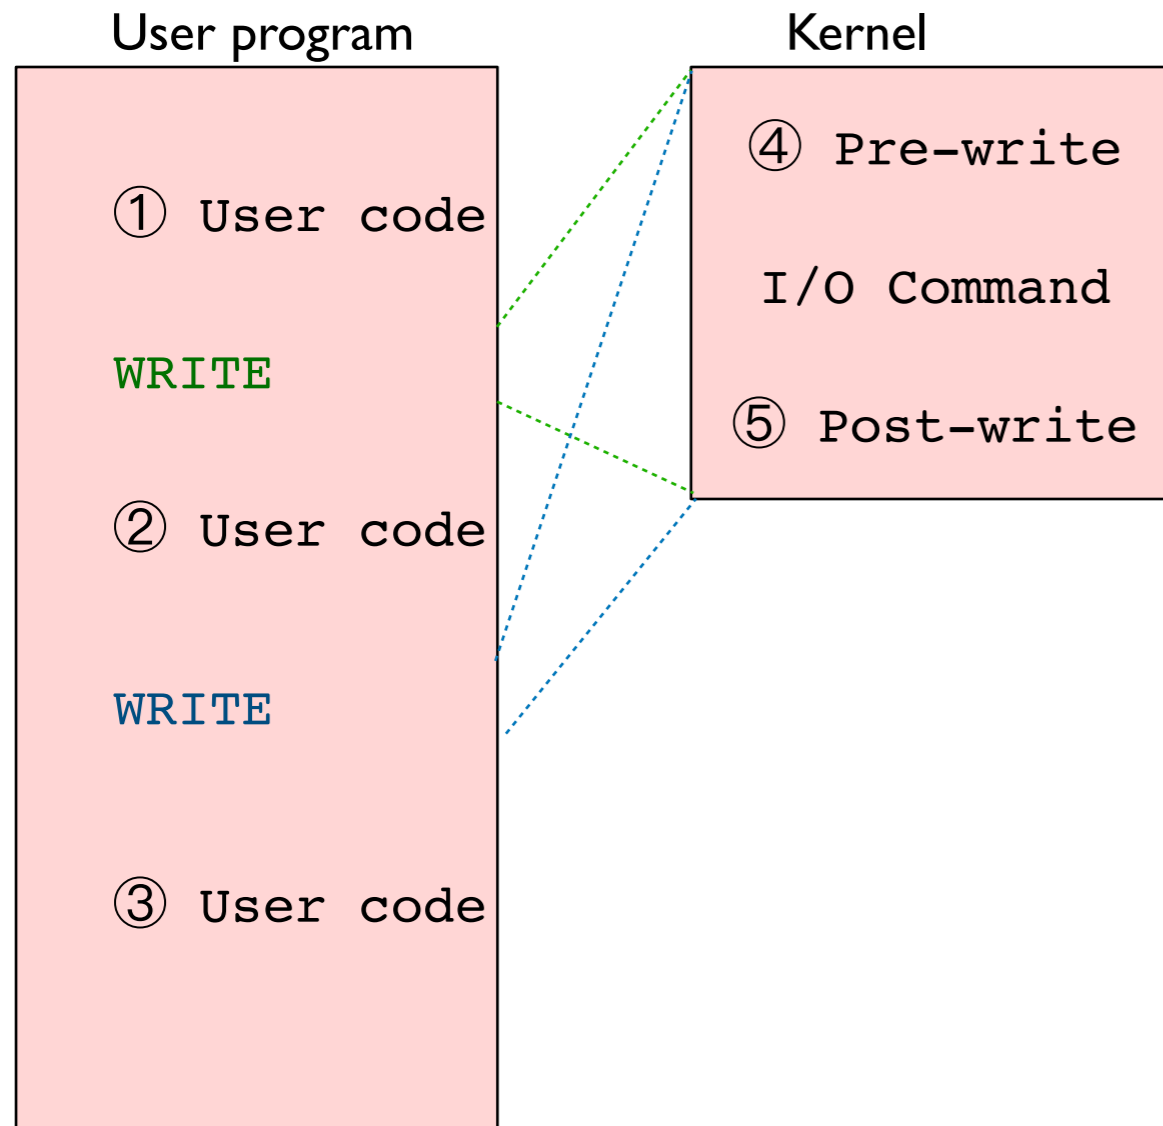 User program
① User code
WRITE
② User code
WRITE
③ User code
Kernel
④ Pre-write
I/O Command
⑤ Post-write